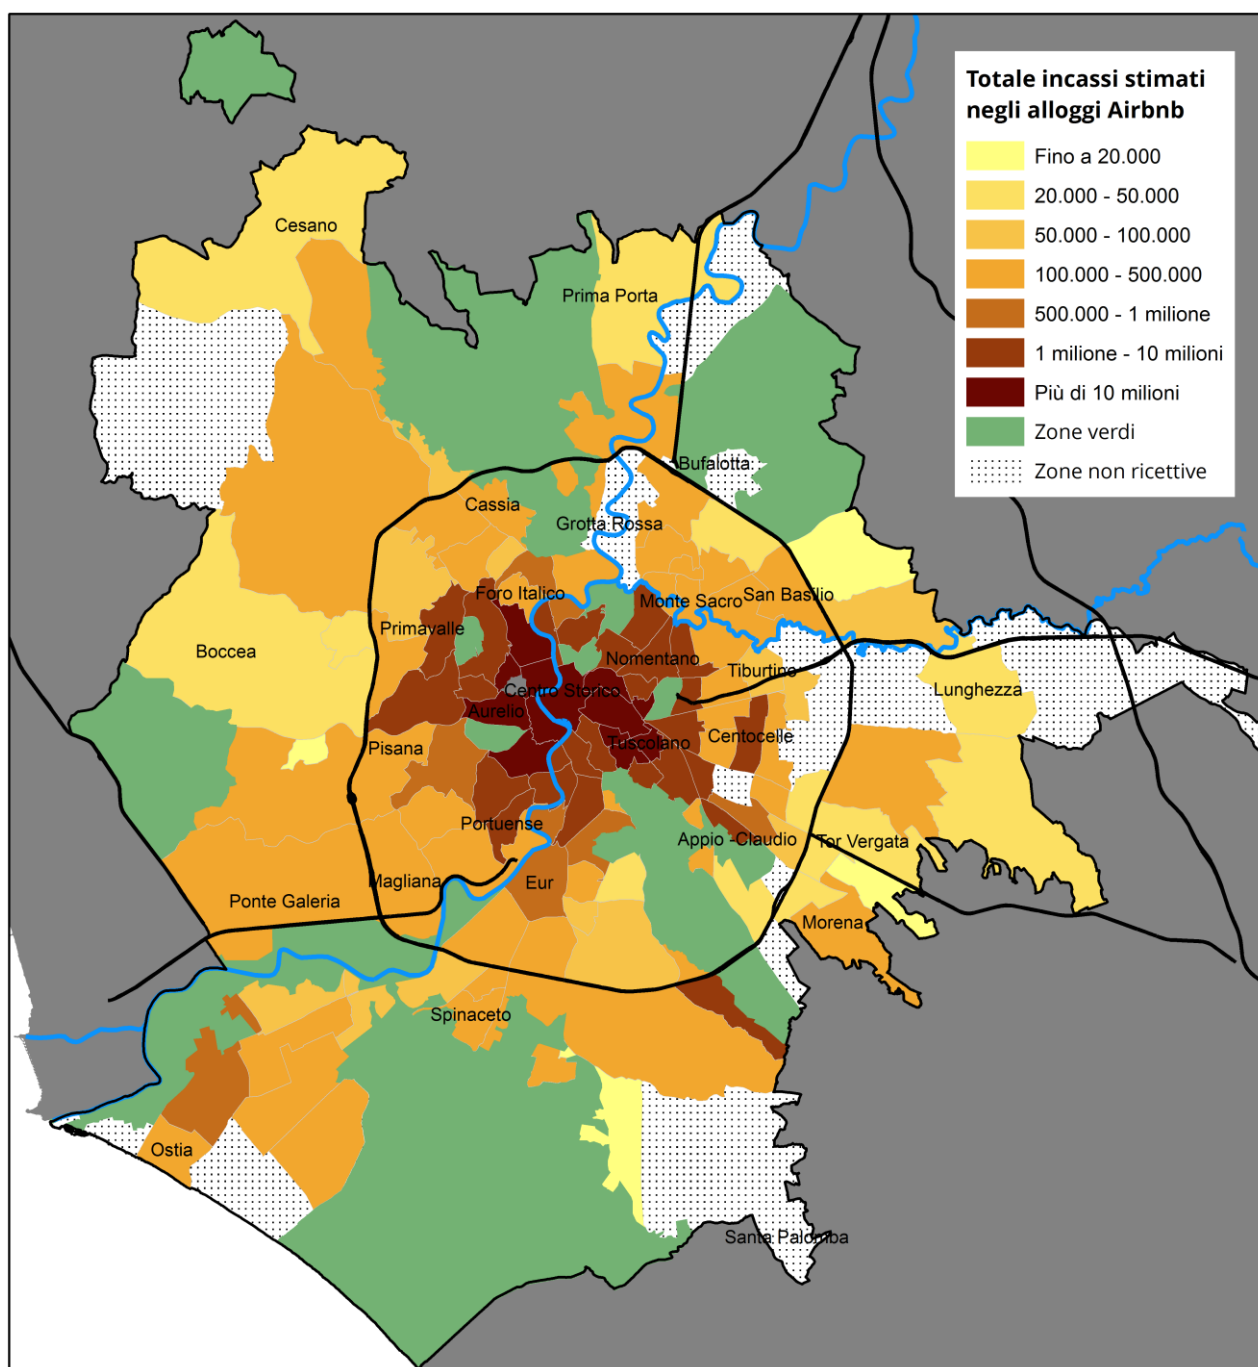 Totale incassi stimati
negli alloggi Airbnb
Fino a 20.000
20.000 - 50.000
50.000 - 100.000
100.000 - 500.000
500.000 - 1 milione
1 milione - 10 milioni
Più di 10 milioni
Zone verdi
Zone non ricettive
Cesano
Prima Porta
Bufalotta
Cassia
Grotta Rossa
Foro Italico
Monte Sacro
San Basilio
Primavalle
Boccea
Nomentano
Tiburtino
Centro Storico
Lunghezza
Aurelio
Pisana
Tuscolano
Centocelle
Portuense
Appio -Claudio
Tor Vergata
Magliana
Eur
Ponte Galeria
Morena
Spinaceto
Ostia
Santa Palomba